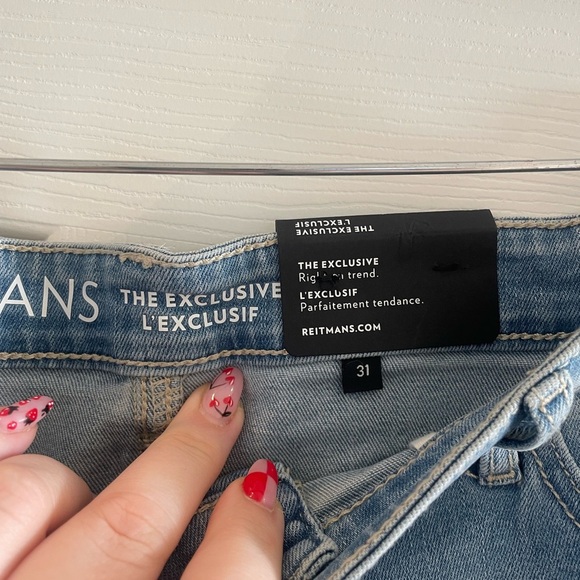 THE EXCLUSIVE
L'EXCLUSIF
THE EXCLUSIVE
trend.
L'EXCLUSIF
Parfaitement tendance.
REITMANS.COM
ANS
THE EXCLUSIVE
L'EXCLUSIF
31